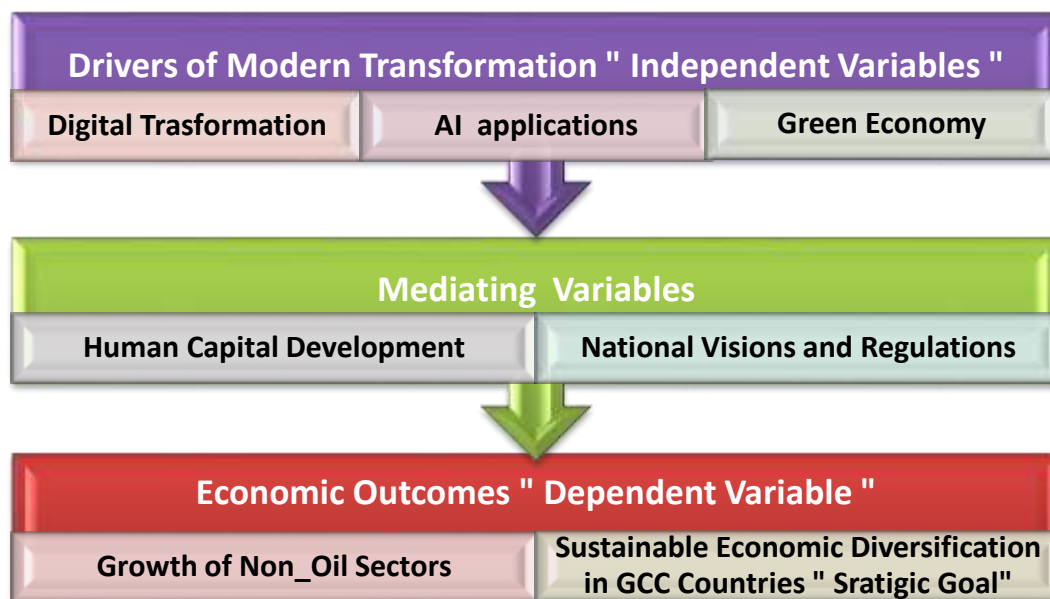 Drivers of Modern Transformation " Independent Variables "
Digital Trasformation
AI applications
Green Economy
Mediating Variables
Human Capital Development
National Visions and Regulations
Economic Outcomes " Dependent Variable "
Growth of Non_Oil Sectors
Sustainable Economic Diversification
in GCC Countries " Sratigic Goal"